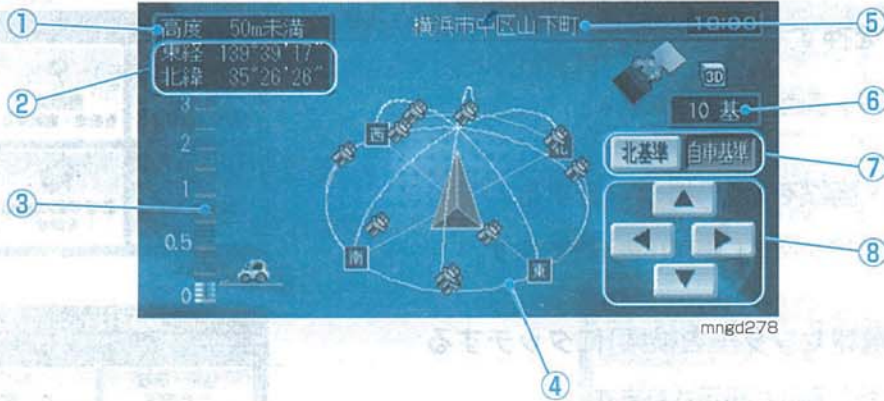 ① 高度 50m未満
横浜市中区山下町 ⑤
10:00
② 東経 139°39'17"
北緯 35°26'26"
3D
10 基 ⑥
北基準 自車基準 ⑦
3
2
1
③
0.5
0
西
北
南
東
▲
◀ ▶ ⑧
▼
④
mngd278